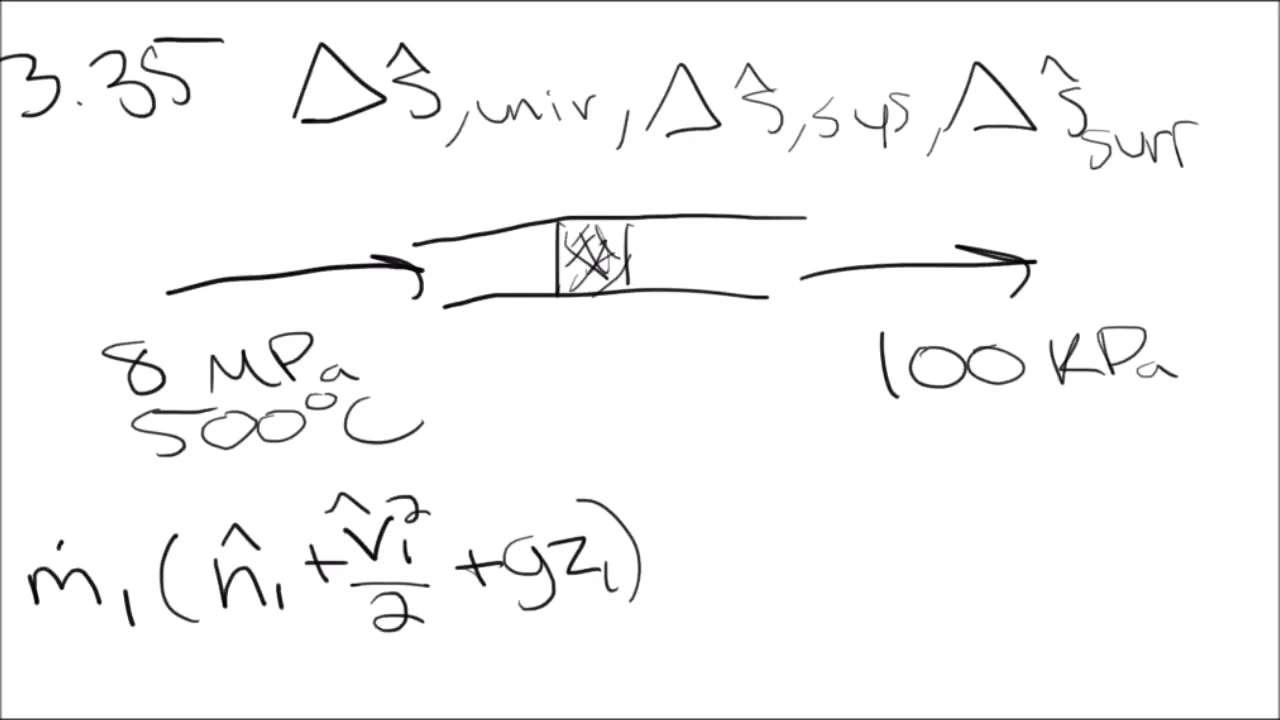 3.35 Δŝ,univ, Δŝ,sys, Δŝsurr
8 MPa
500°C
100 KPa
ṁ₁(ĥ₁ + v̂₁²/2 + gz₁)